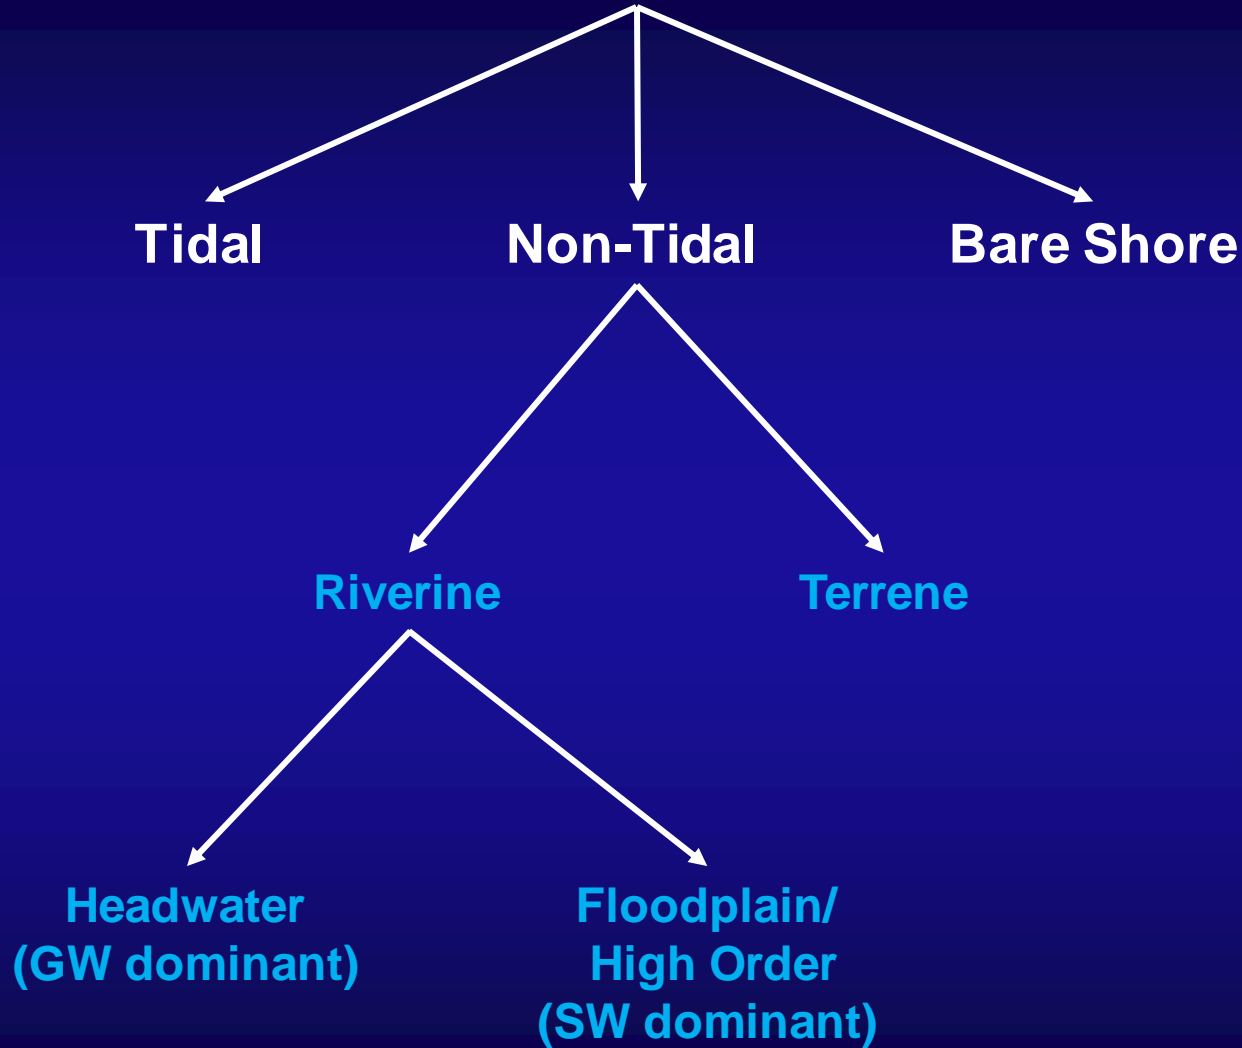 Tidal
Non-Tidal
Bare Shore
Riverine
Terrene
Headwater
(GW dominant)
Floodplain/
High Order
(SW dominant)